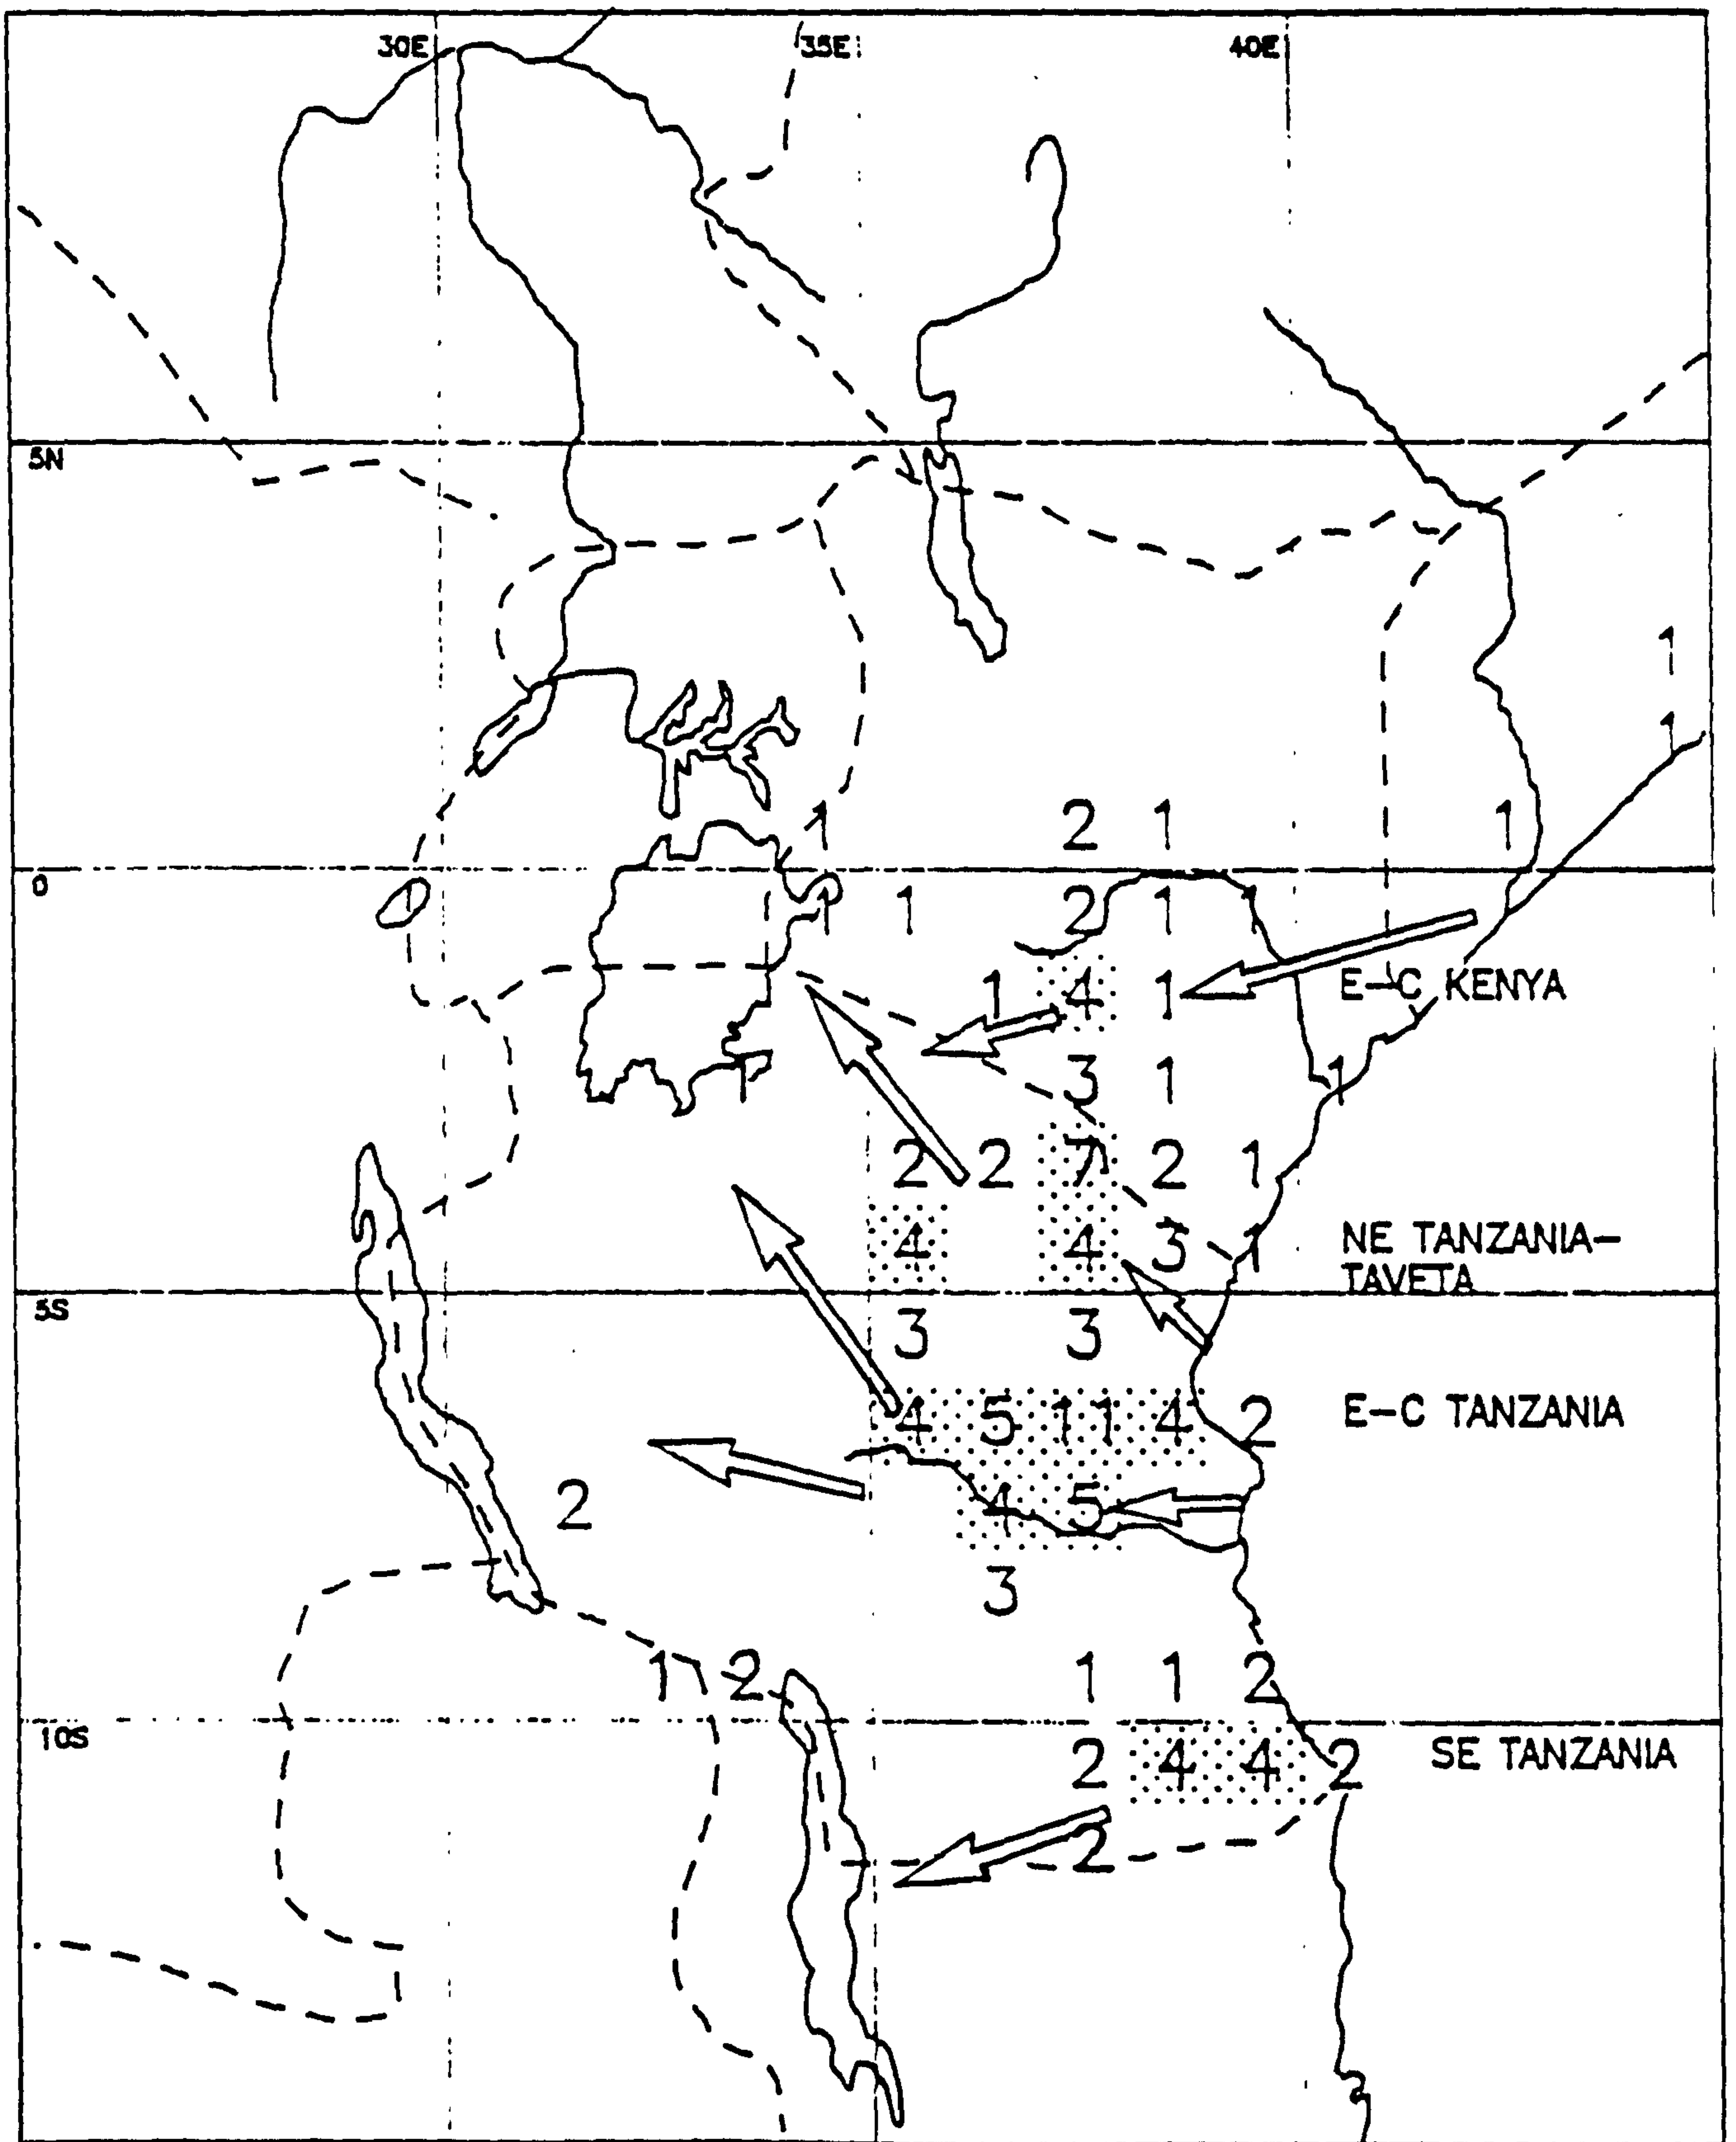 30E 35E 40E
5N
1
1
1 2 1 1
0
1 1 2 1 1
1 4 1 E-C KENYA
1 3 1 1
2 2 7 2 1
4 4 3 1 NE TANZANIA-
TAVETA
5S
3 3
4 5 11 4 2 E-C TANZANIA
2 4 5
3
1 2 1 1 2
10S
2 4 4 2 SE TANZANIA
2